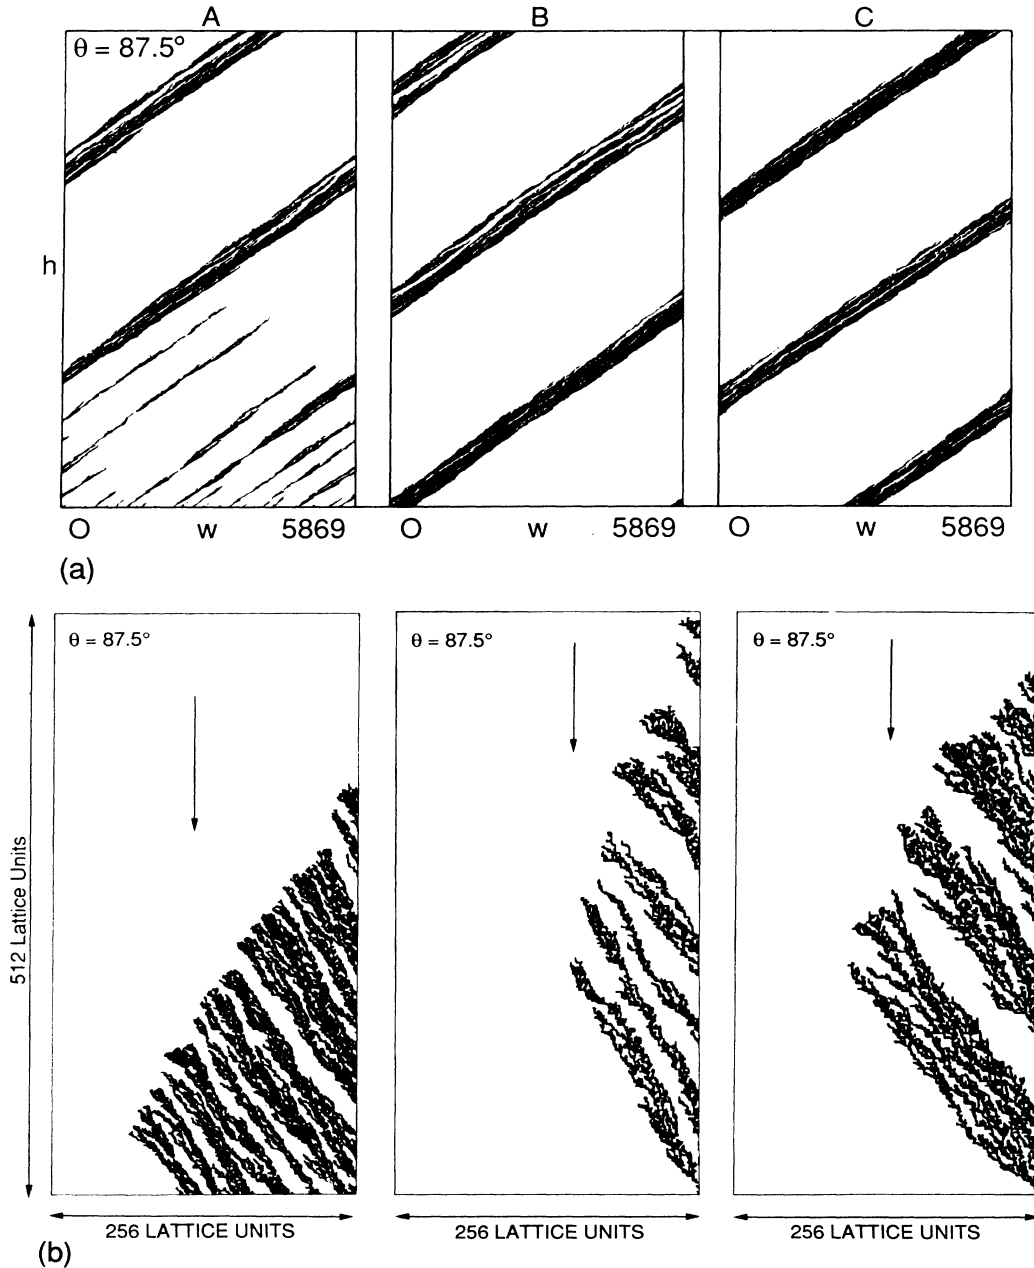 A B C
θ = 87.5°
h
O w 5869 O w 5869 O w 5869
(a)
θ = 87.5° θ = 87.5° θ = 87.5°
512 Lattice Units
256 LATTICE UNITS 256 LATTICE UNITS 256 LATTICE UNITS
(b)